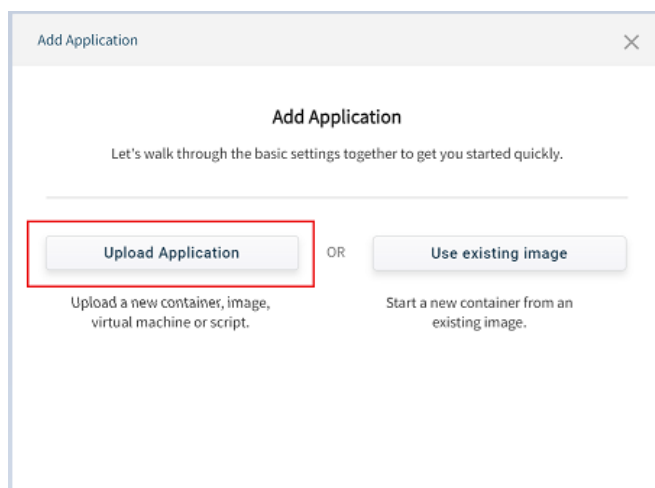 Add Application
Add Application
Let's walk through the basic settings together to get you started quickly.
Upload Application
OR
Use existing image
Upload a new container, image,
virtual machine or script.
Start a new container from an
existing image.